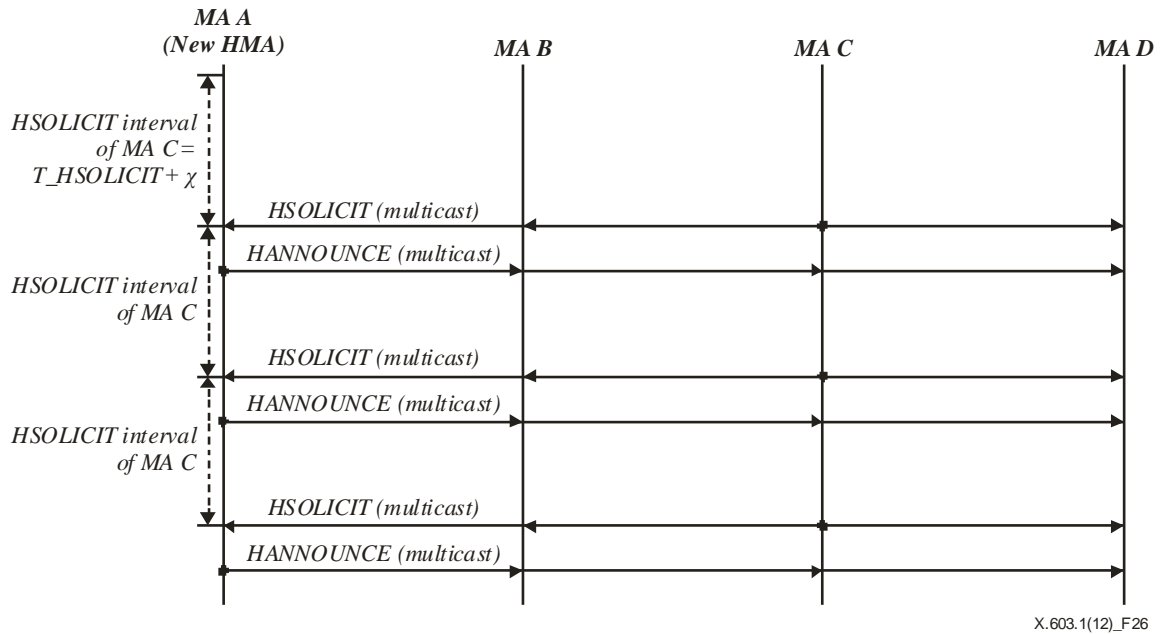 MA A
(New HMA)
MA B
MA C
MA D
HSOLICIT interval
of MA C =
T_HSOLICIT + χ
HSOLICIT (multicast)
HANNOUNCE (multicast)
HSOLICIT interval
of MA C
HSOLICIT (multicast)
HANNOUNCE (multicast)
HSOLICIT interval
of MA C
HSOLICIT (multicast)
HANNOUNCE (multicast)
X.603.1(12)_F26